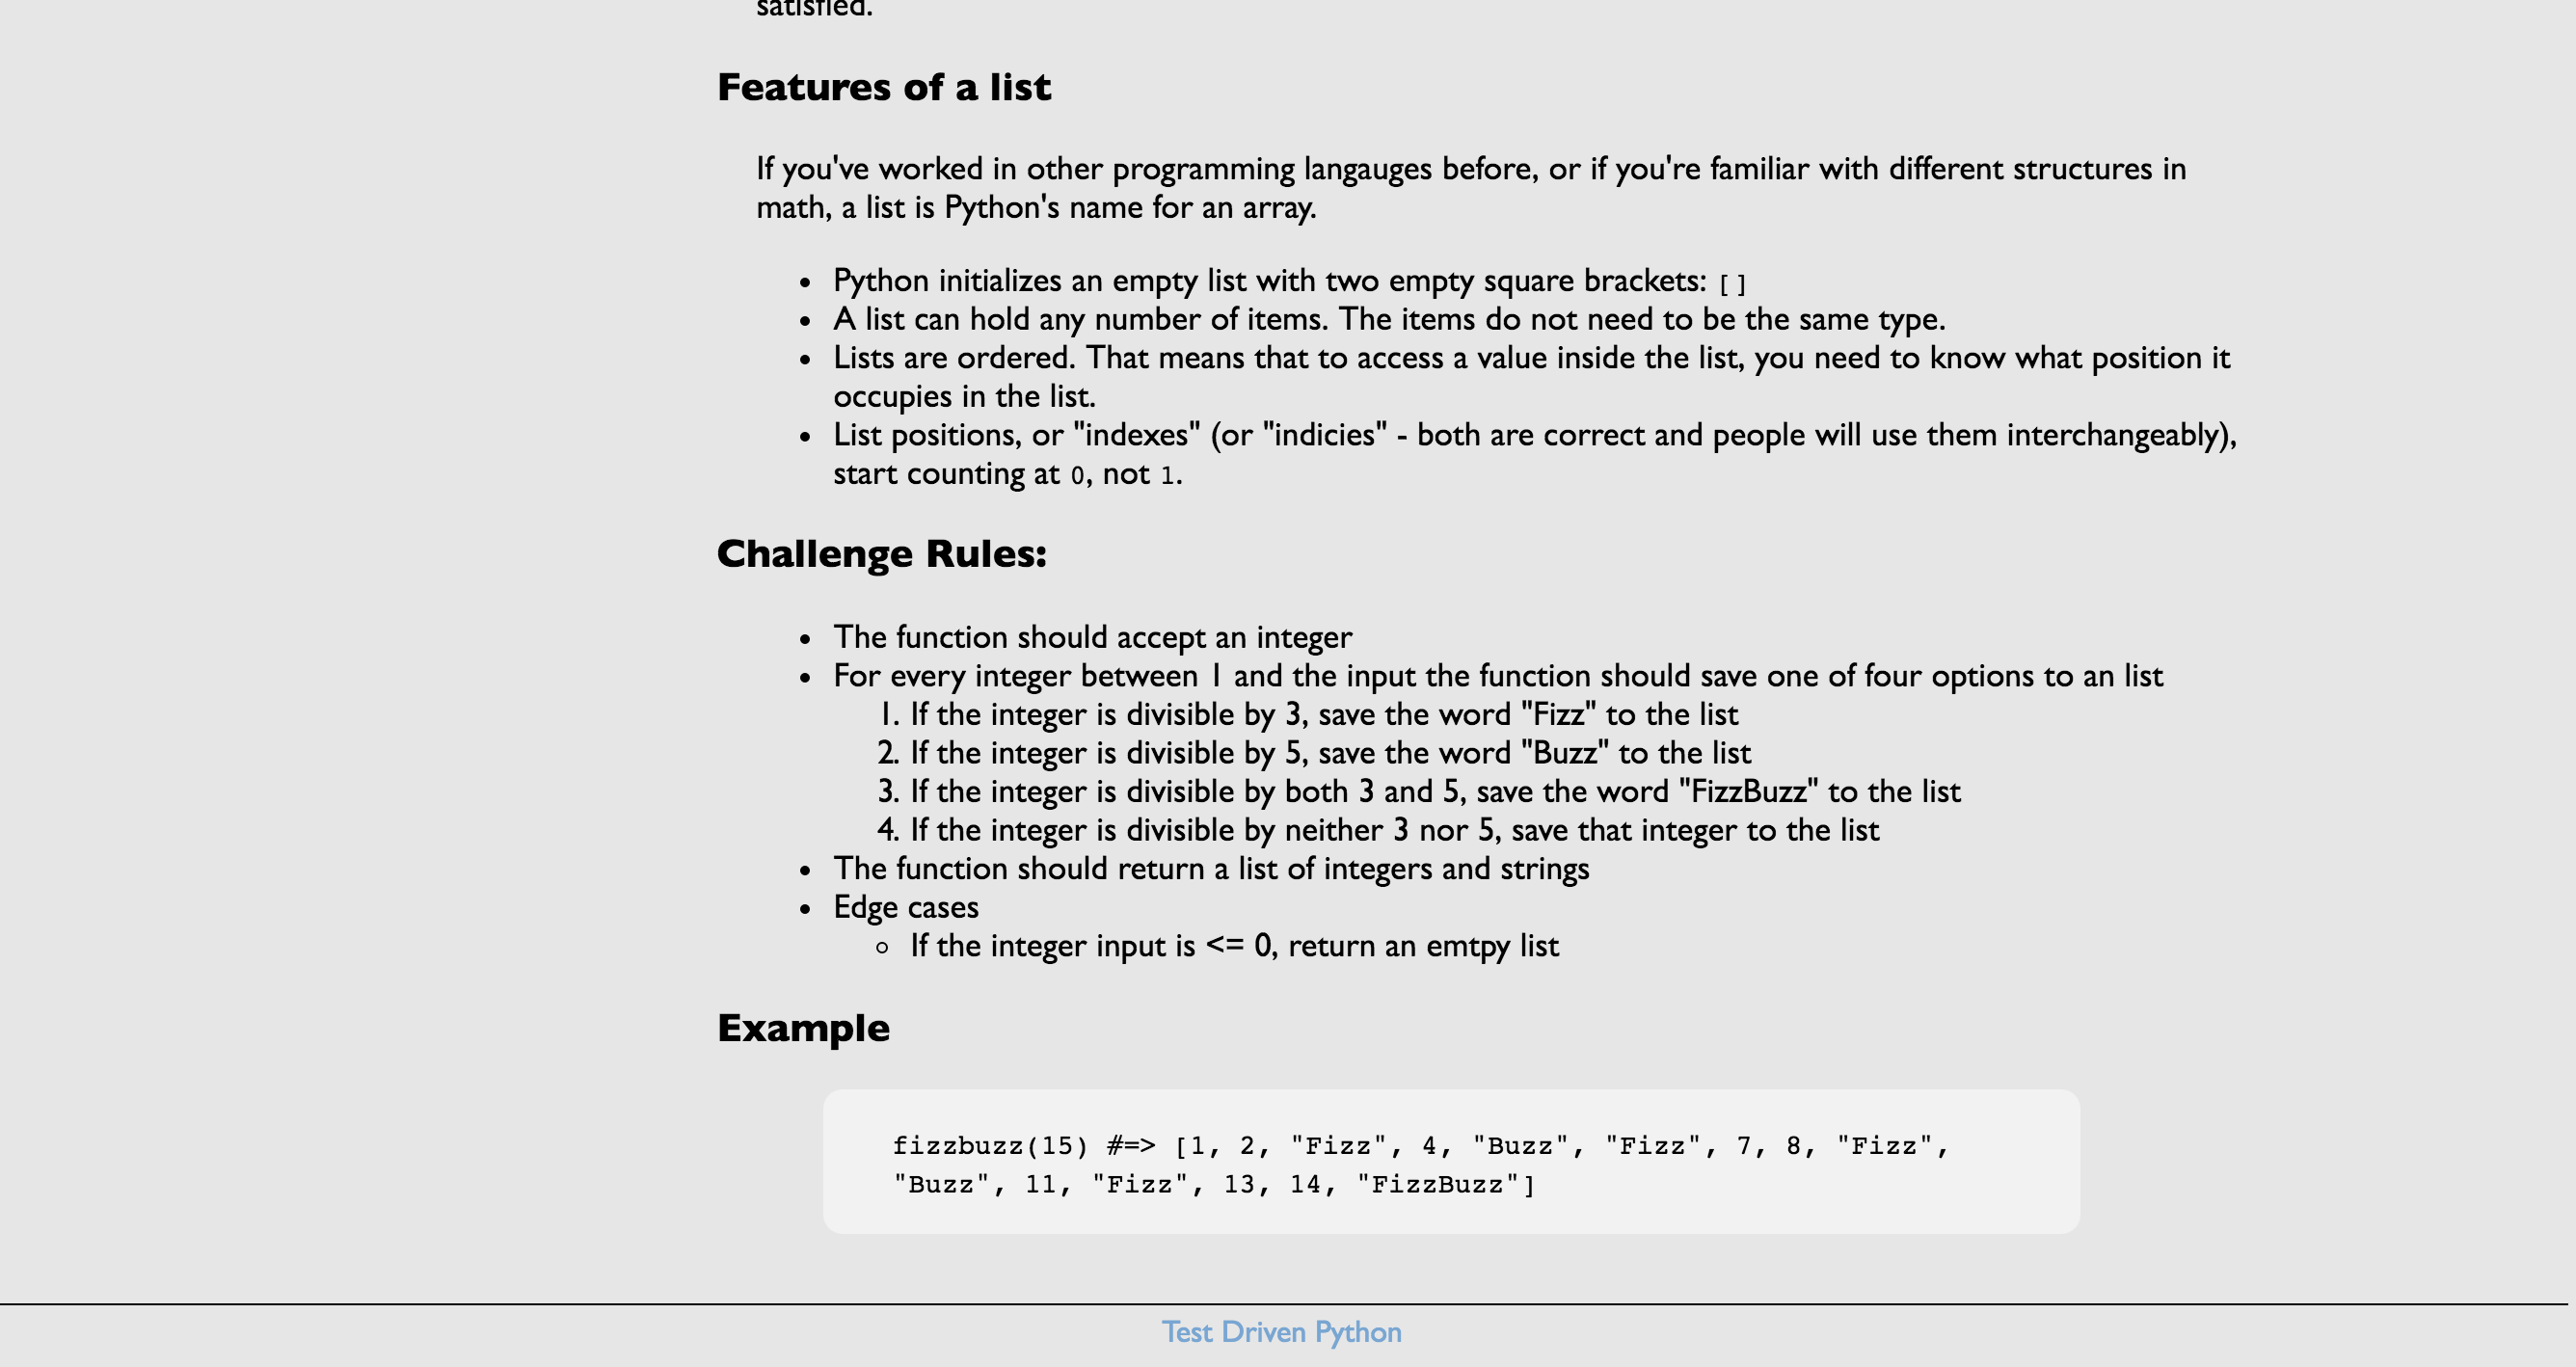 satisfied.
Features of a list
If you've worked in other programming langauges before, or if you're familiar with different structures in
math, a list is Python's name for an array.
• Python initializes an empty list with two empty square brackets: []
• A list can hold any number of items. The items do not need to be the same type.
• Lists are ordered. That means that to access a value inside the list, you need to know what position it
occupies in the list.
• List positions, or "indexes" (or "indicies" - both are correct and people will use them interchangeably),
start counting at 0, not 1.
Challenge Rules:
• The function should accept an integer
• For every integer between 1 and the input the function should save one of four options to an list
1. If the integer is divisible by 3, save the word "Fizz" to the list
2. If the integer is divisible by 5, save the word "Buzz" to the list
3. If the integer is divisible by both 3 and 5, save the word "FizzBuzz" to the list
4. If the integer is divisible by neither 3 nor 5, save that integer to the list
• The function should return a list of integers and strings
• Edge cases
◦ If the integer input is <= 0, return an emtpy list
Example
fizzbuzz(15) #=> [1, 2, "Fizz", 4, "Buzz", "Fizz", 7, 8, "Fizz",
"Buzz", 11, "Fizz", 13, 14, "FizzBuzz"]
Test Driven Python